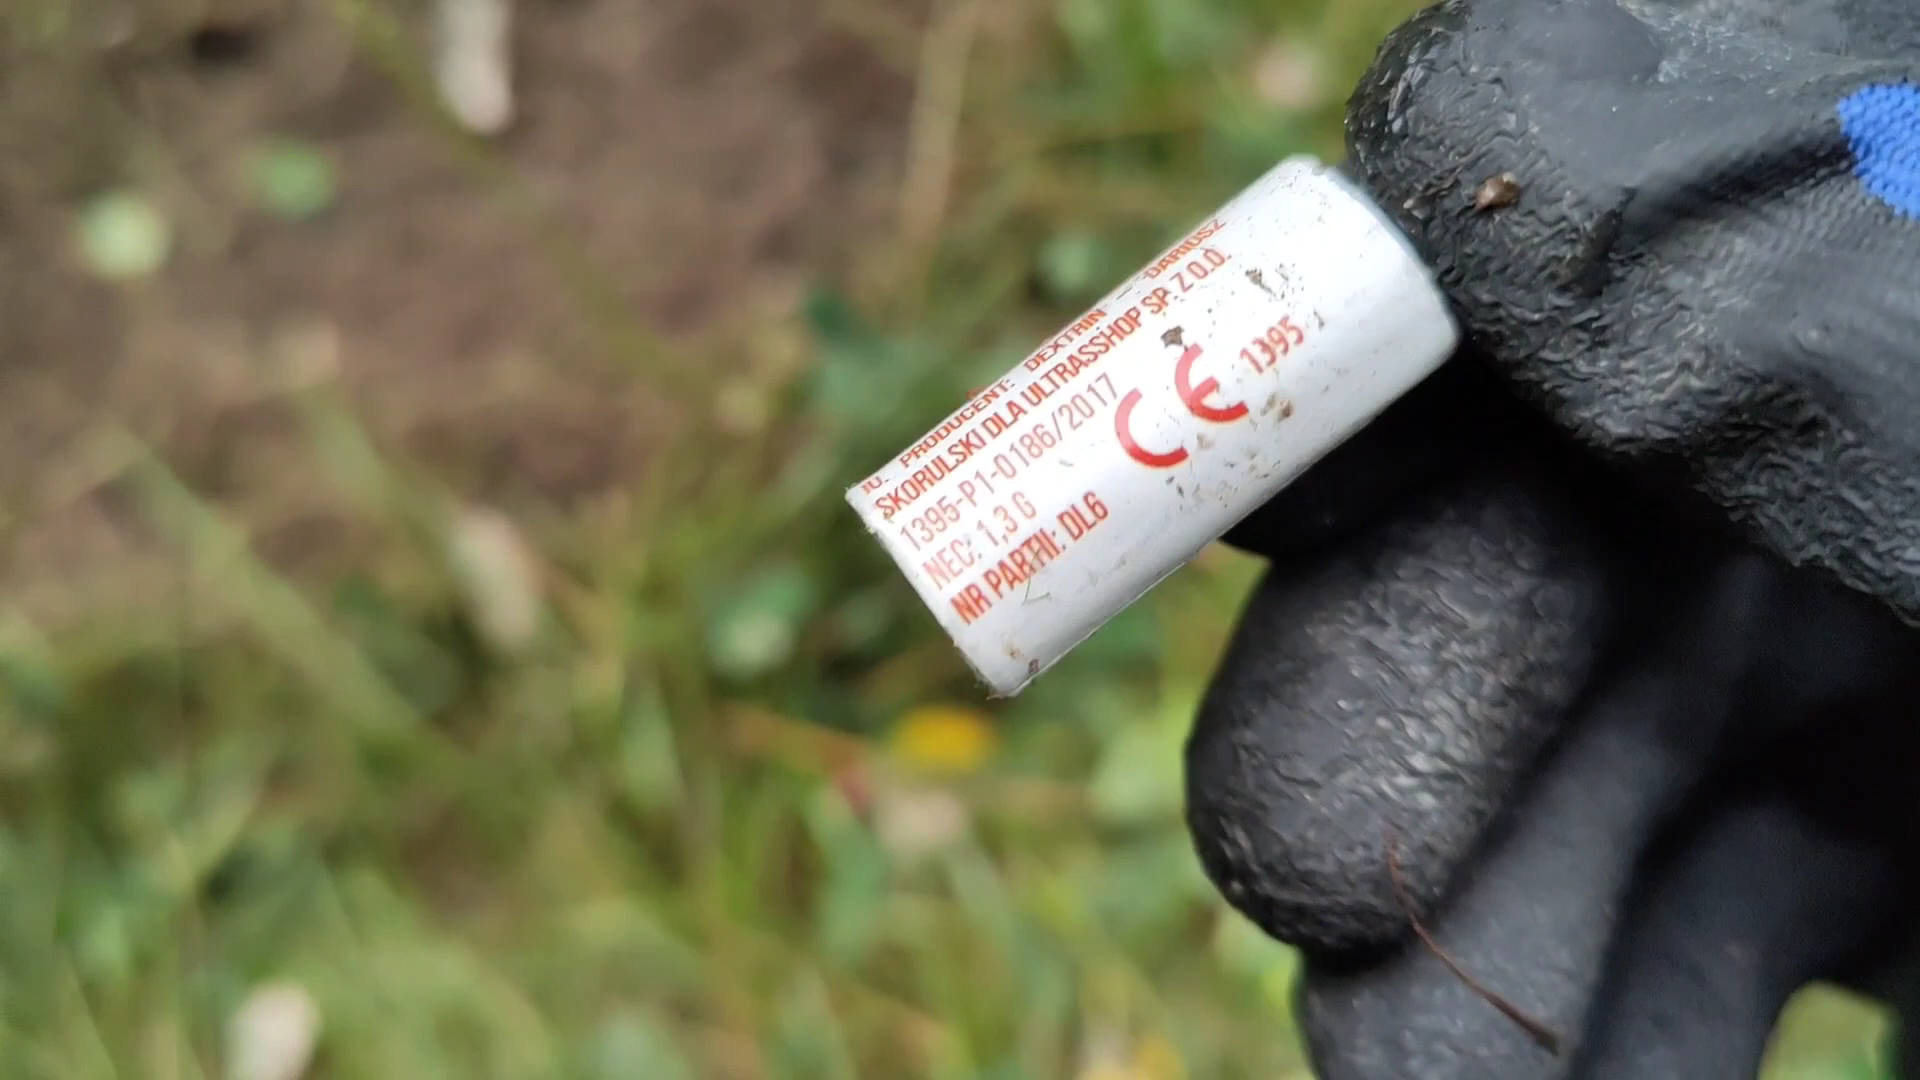 PRODUCENT: DEXTRIN – DARIUSZ
SKORULSKI DLA ULTRASSHOP SP. Z O.O.
1395-P1-0186/2017
NEC: 1,3 G
NR PARTII: DL6
CE 1395